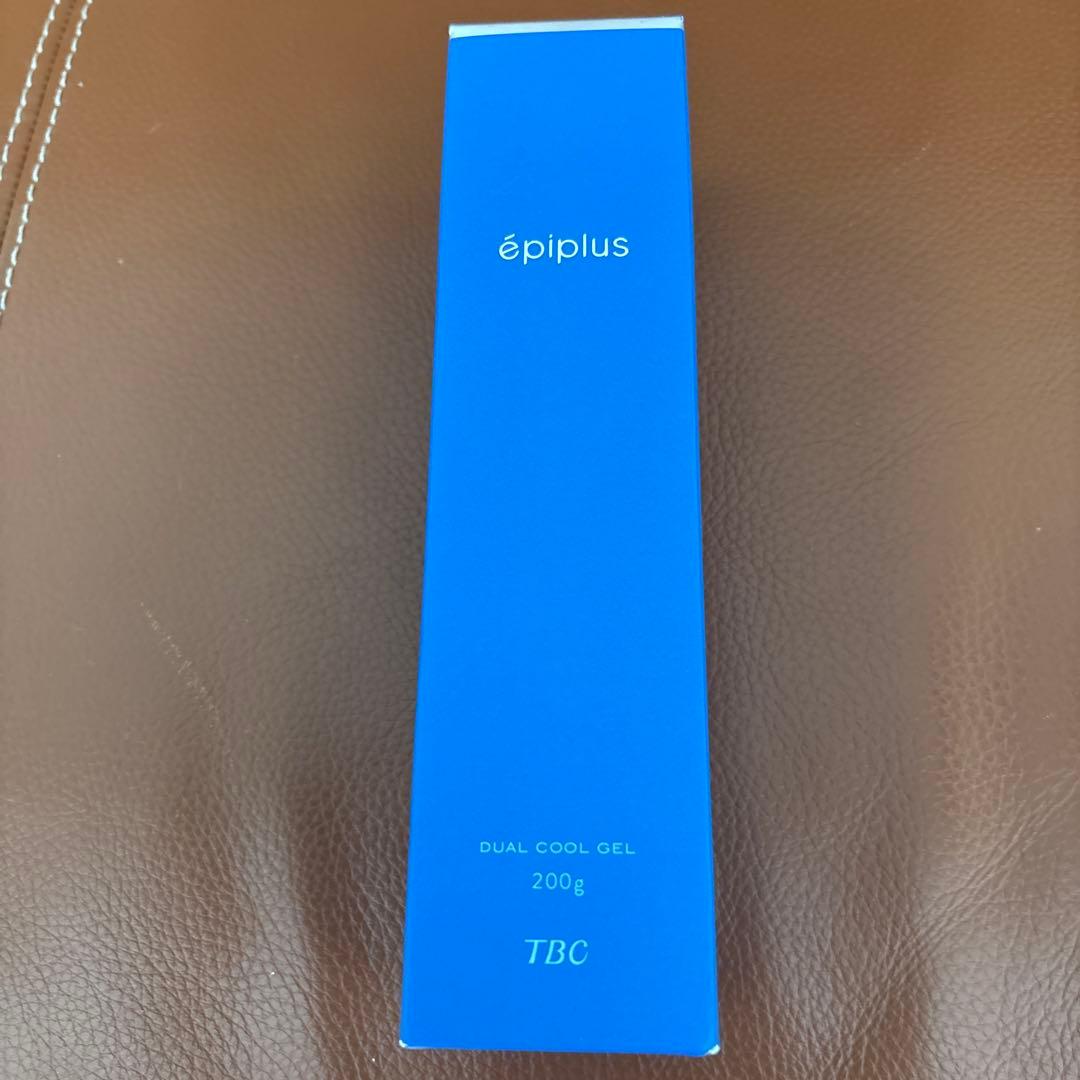 épiplus
DUAL COOL GEL
200g
TBC